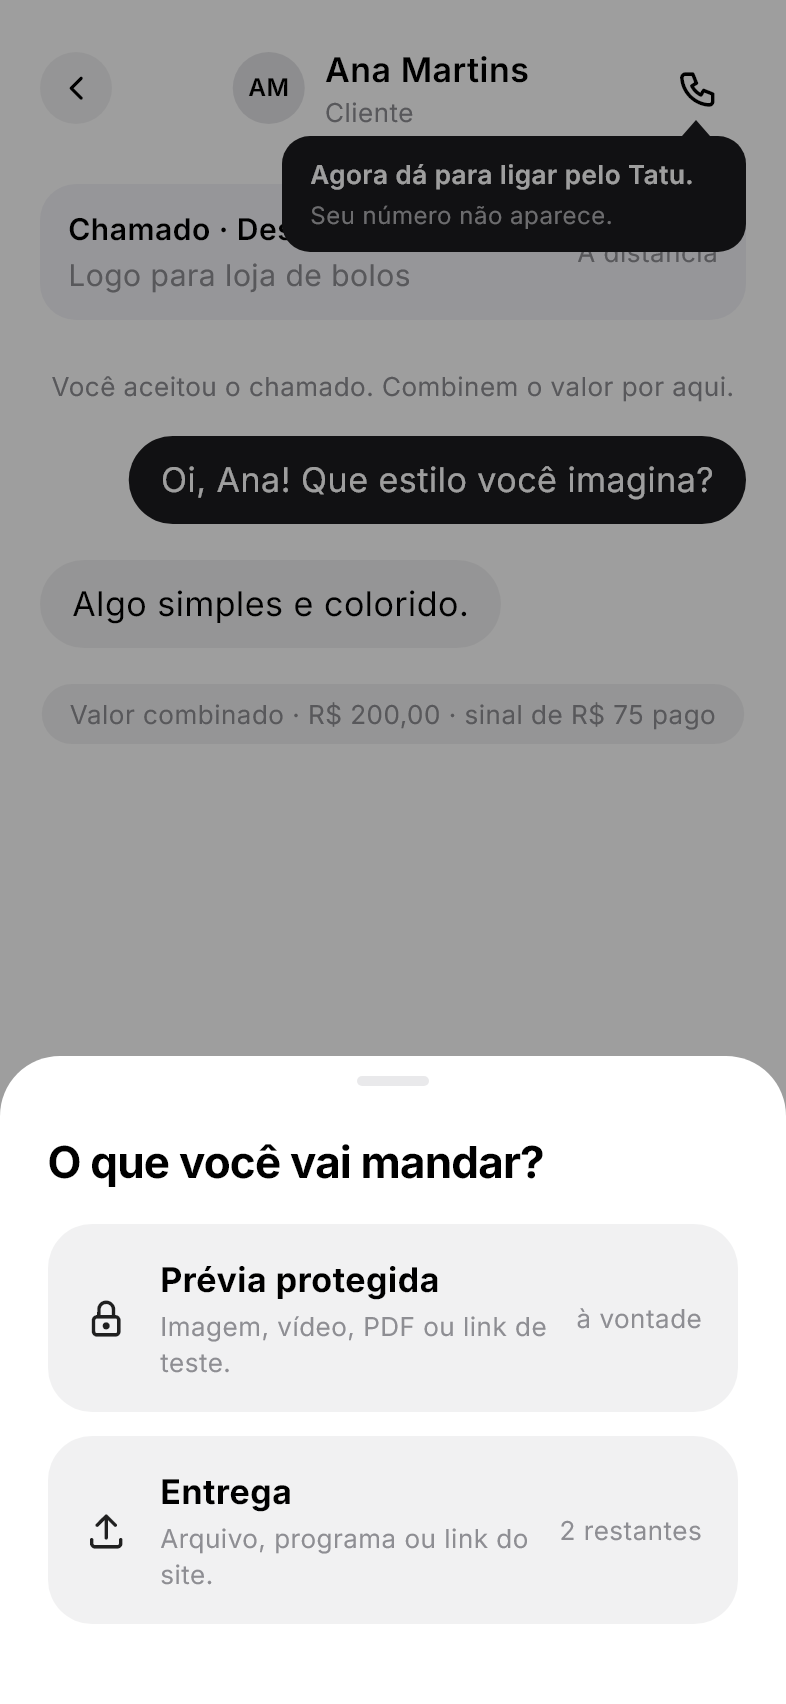 AM
Ana Martins
Cliente
Agora dá para ligar pelo Tatu.
Seu número não aparece.
Chamado · Des
Logo para loja de bolos
À distância
Você aceitou o chamado. Combinem o valor por aqui.
Oi, Ana! Que estilo você imagina?
Algo simples e colorido.
Valor combinado · R$ 200,00 · sinal de R$ 75 pago
O que você vai mandar?
Prévia protegida
Imagem, vídeo, PDF ou link de
teste.
à vontade
Entrega
Arquivo, programa ou link do
site.
2 restantes